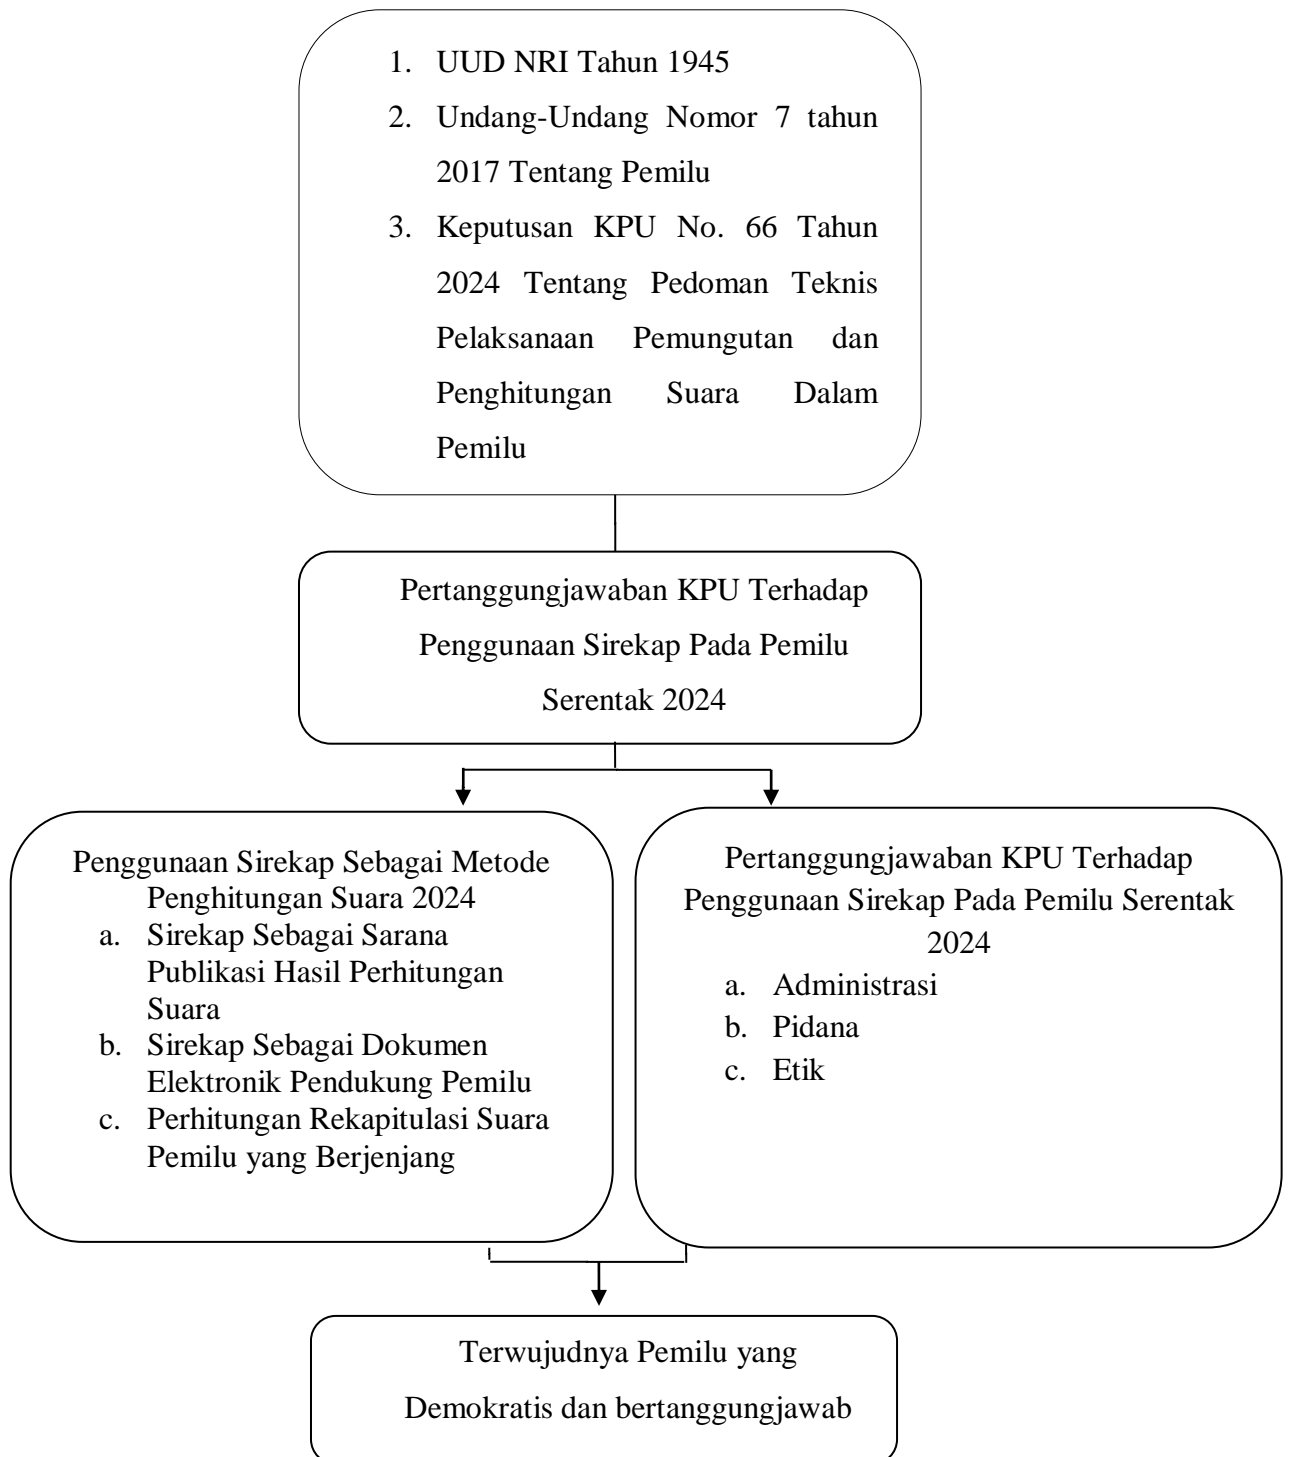 1. UUD NRI Tahun 1945
2. Undang-Undang Nomor 7 tahun
2017 Tentang Pemilu
3. Keputusan KPU No. 66 Tahun
2024 Tentang Pedoman Teknis
Pelaksanaan Pemungutan dan
Penghitungan Suara Dalam
Pemilu
Pertanggungjawaban KPU Terhadap
Penggunaan Sirekap Pada Pemilu
Serentak 2024
Penggunaan Sirekap Sebagai Metode
Penghitungan Suara 2024
a. Sirekap Sebagai Sarana
Publikasi Hasil Perhitungan
Suara
b. Sirekap Sebagai Dokumen
Elektronik Pendukung Pemilu
c. Perhitungan Rekapitulasi Suara
Pemilu yang Berjenjang
Pertanggungjawaban KPU Terhadap
Penggunaan Sirekap Pada Pemilu Serentak
2024
a. Administrasi
b. Pidana
c. Etik
Terwujudnya Pemilu yang
Demokratis dan bertanggungjawab